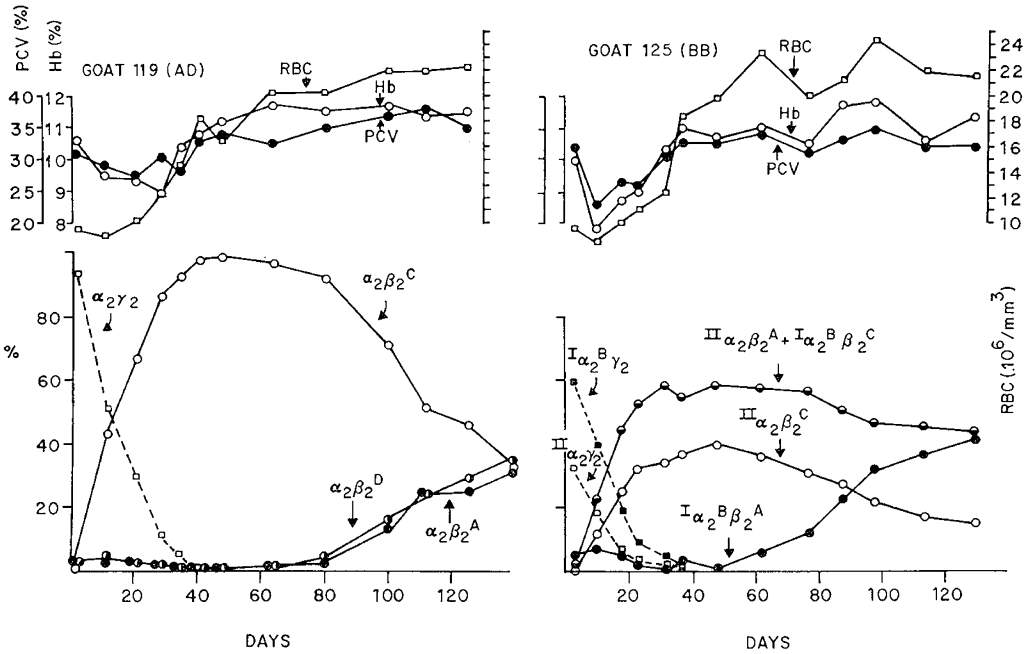 PCV (%)
Hb (%)
GOAT 119 (AD)
RBC
Hb
PCV
40
35
30
25
20
12
11
10
9
8
GOAT 125 (BB)
RBC
Hb
PCV
24
22
20
18
16
14
12
10
%
80
60
40
20
α₂γ₂
α₂β₂ᶜ
α₂β₂ᴰ
α₂β₂ᴬ
20 40 60 80 100 120
DAYS
ᴵα₂ᴮγ₂
ᴵᴵα₂γ₂
ᴵᴵα₂β₂ᴬ + ᴵα₂ᴮβ₂ᶜ
ᴵᴵα₂β₂ᶜ
ᴵα₂ᴮβ₂ᴬ
RBC (10⁶/mm³)
20 40 60 80 100 120
DAYS